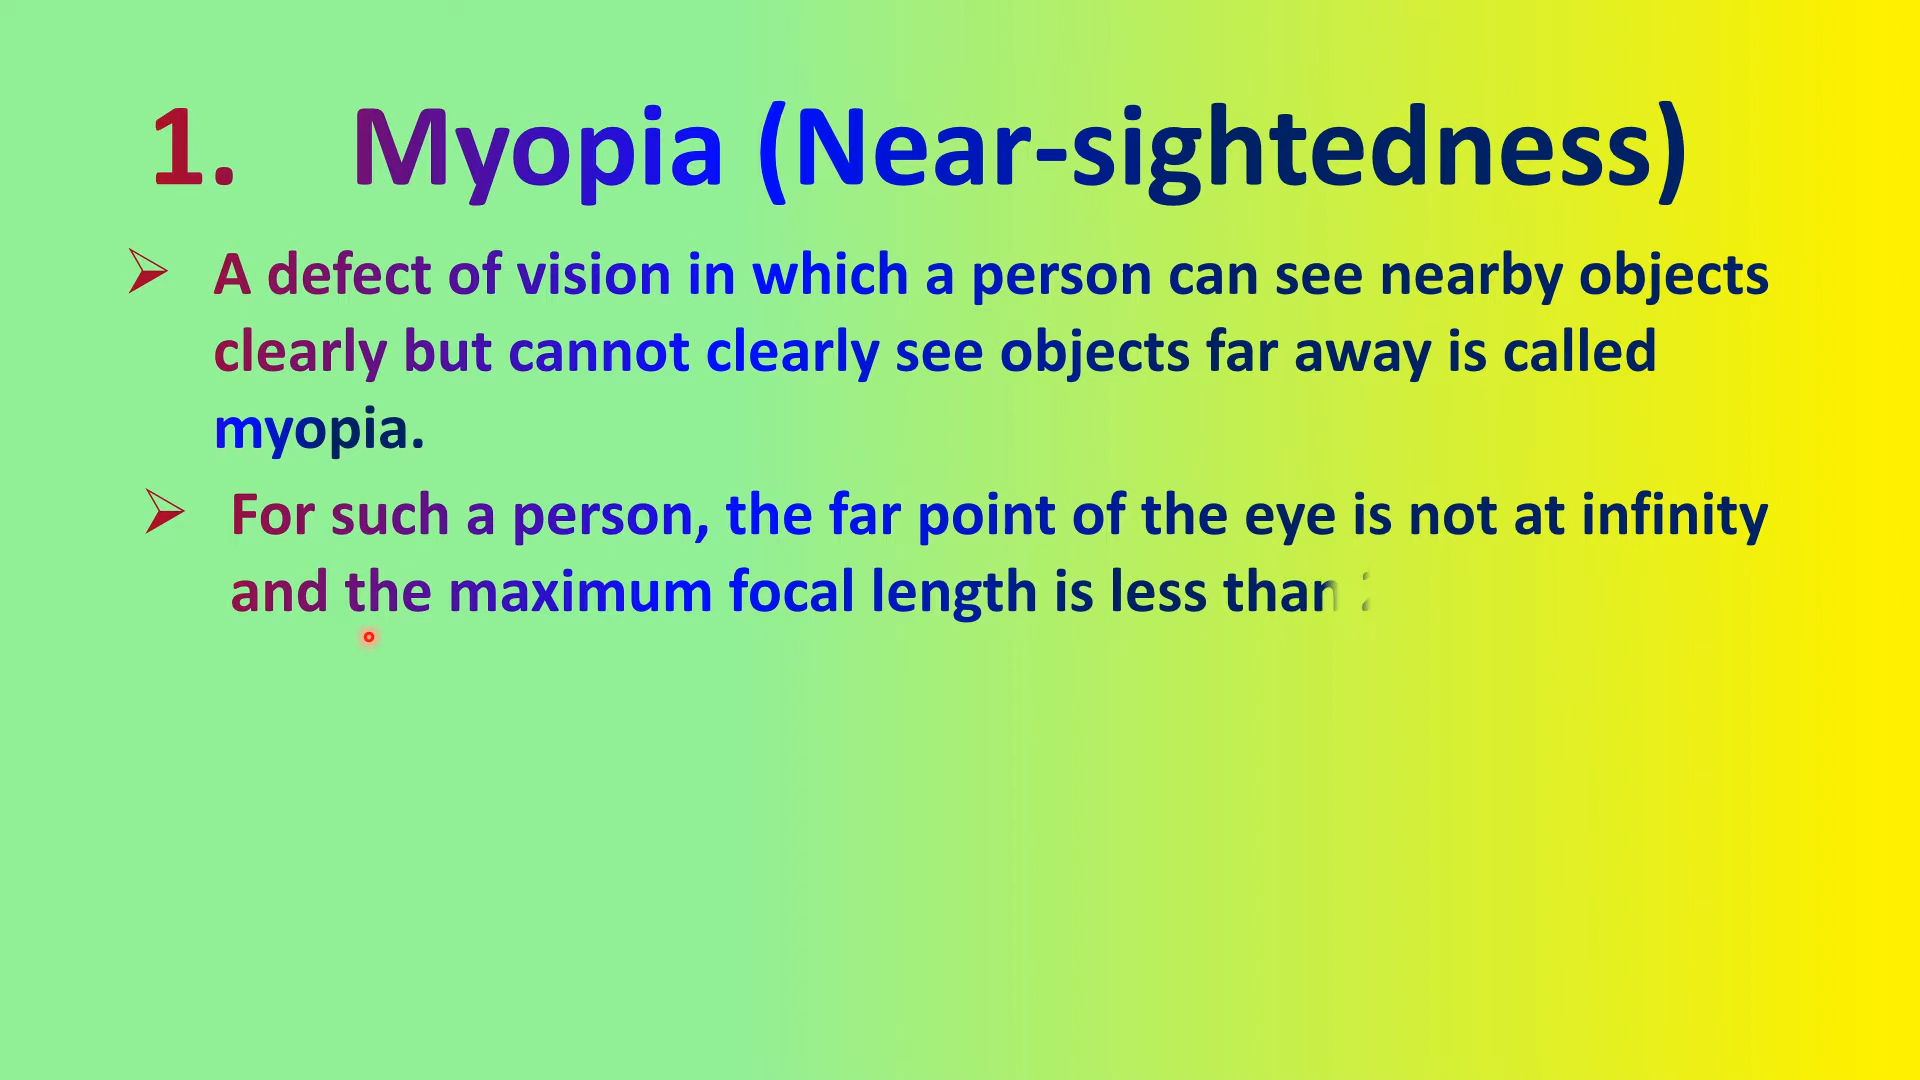 1. Myopia (Near-sightedness)
A defect of vision in which a person can see nearby objects
clearly but cannot clearly see objects far away is called
myopia.
For such a person, the far point of the eye is not at infinity
and the maximum focal length is less than